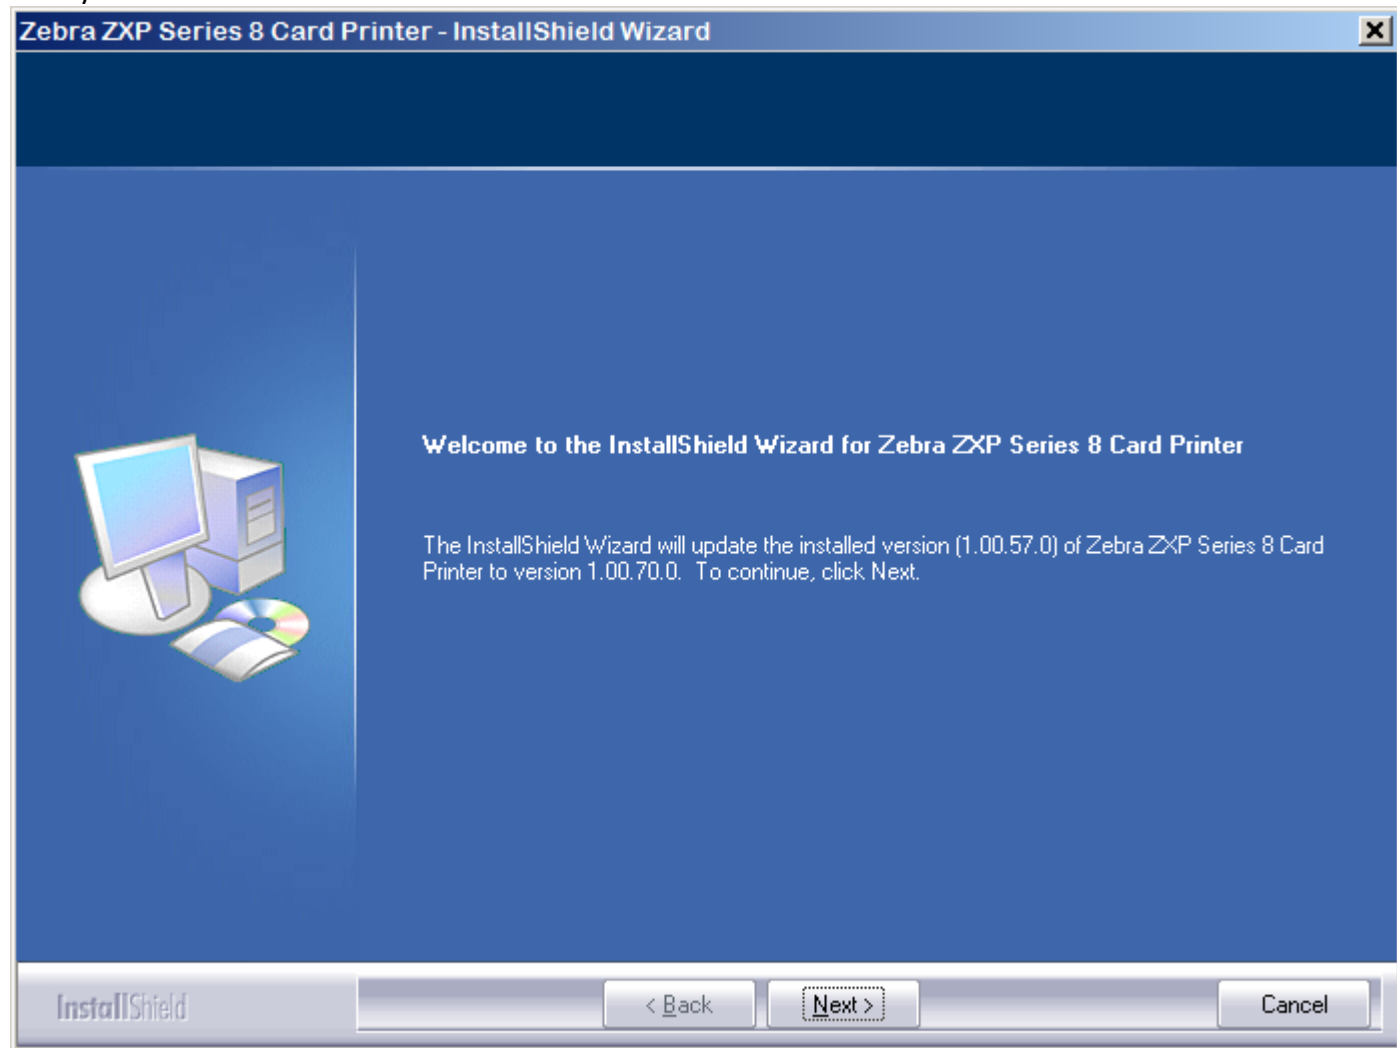 Zebra ZXP Series 8 Card Printer - InstallShield Wizard
Welcome to the InstallShield Wizard for Zebra ZXP Series 8 Card Printer
The InstallShield Wizard will update the installed version (1.00.57.0) of Zebra ZXP Series 8 Card
Printer to version 1.00.70.0. To continue, click Next.
InstallShield
< Back
Next >
Cancel